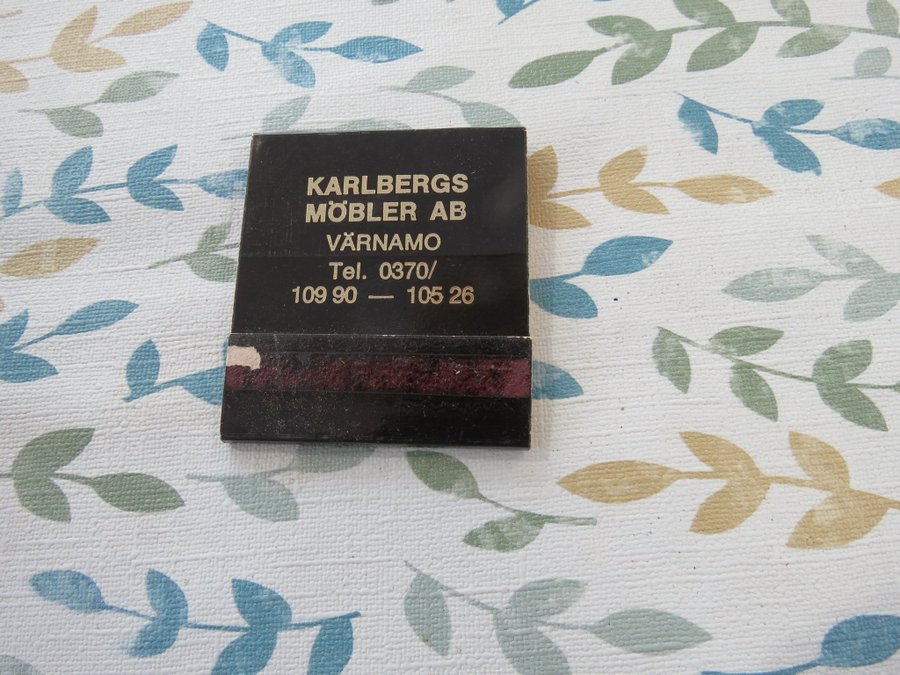 KARLBERGS
MÖBLER AB
VÄRNAMO
Tel. 0370/
109 90 — 105 26